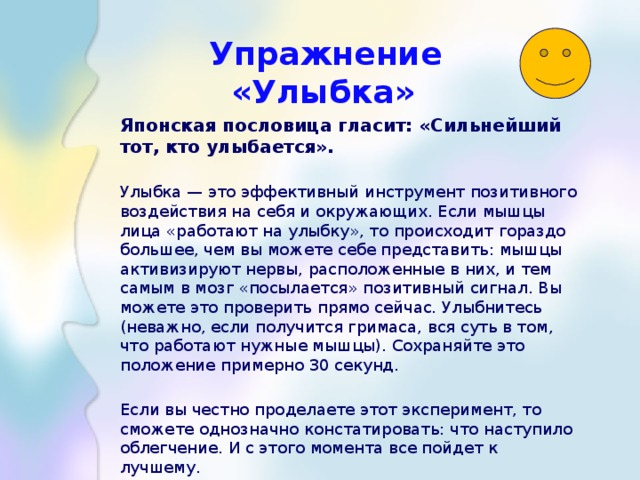 Упражнение
«Улыбка»
Японская пословица гласит: «Сильнейший
тот, кто улыбается».
Улыбка — это эффективный инструмент позитивного
воздействия на себя и окружающих. Если мышцы
лица «работают на улыбку», то происходит гораздо
большее, чем вы можете себе представить: мышцы
активизируют нервы, расположенные в них, и тем
самым в мозг «посылается» позитивный сигнал. Вы
можете это проверить прямо сейчас. Улыбнитесь
(неважно, если получится гримаса, вся суть в том,
что работают нужные мышцы). Сохраняйте это
положение примерно 30 секунд.
Если вы честно проделаете этот эксперимент, то
сможете однозначно констатировать: что наступило
облегчение. И с этого момента все пойдет к
лучшему.